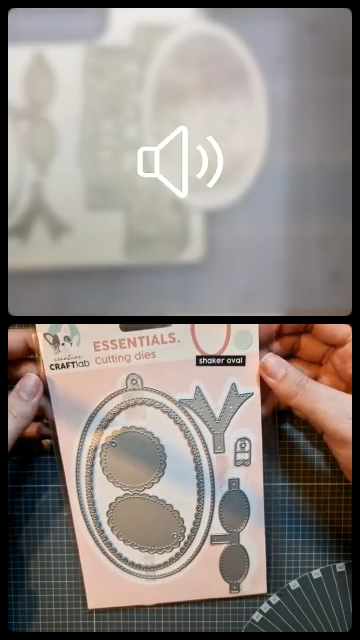 creative
CRAFTlab
ESSENTIALS.
Cutting dies
shaker oval